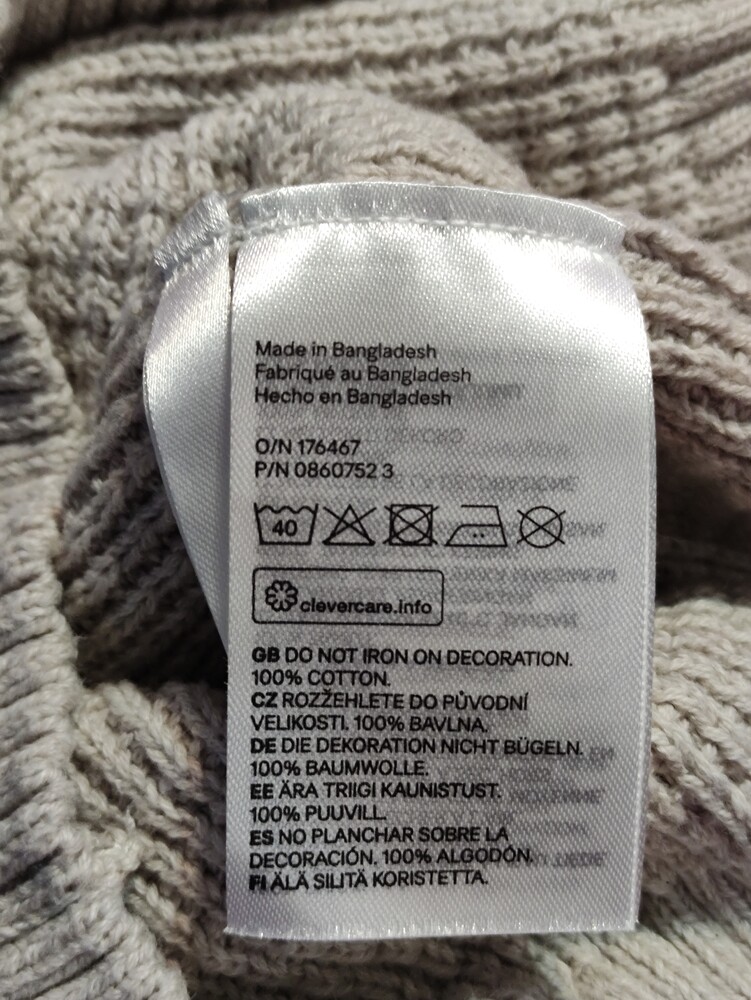 Made in Bangladesh
Fabriqué au Bangladesh
Hecho en Bangladesh
O/N 176467
P/N 0860752 3
40
clevercare.info
GB DO NOT IRON ON DECORATION.
100% COTTON.
CZ ROZŽEHLETE DO PŮVODNÍ
VELIKOSTI. 100% BAVLNA.
DE DIE DEKORATION NICHT BÜGELN.
100% BAUMWOLLE.
EE ÄRA TRIIGI KAUNISTUST.
100% PUUVILL.
ES NO PLANCHAR SOBRE LA
DECORACIÓN. 100% ALGODÓN.
FI ÄLÄ SILITÄ KORISTETTA.